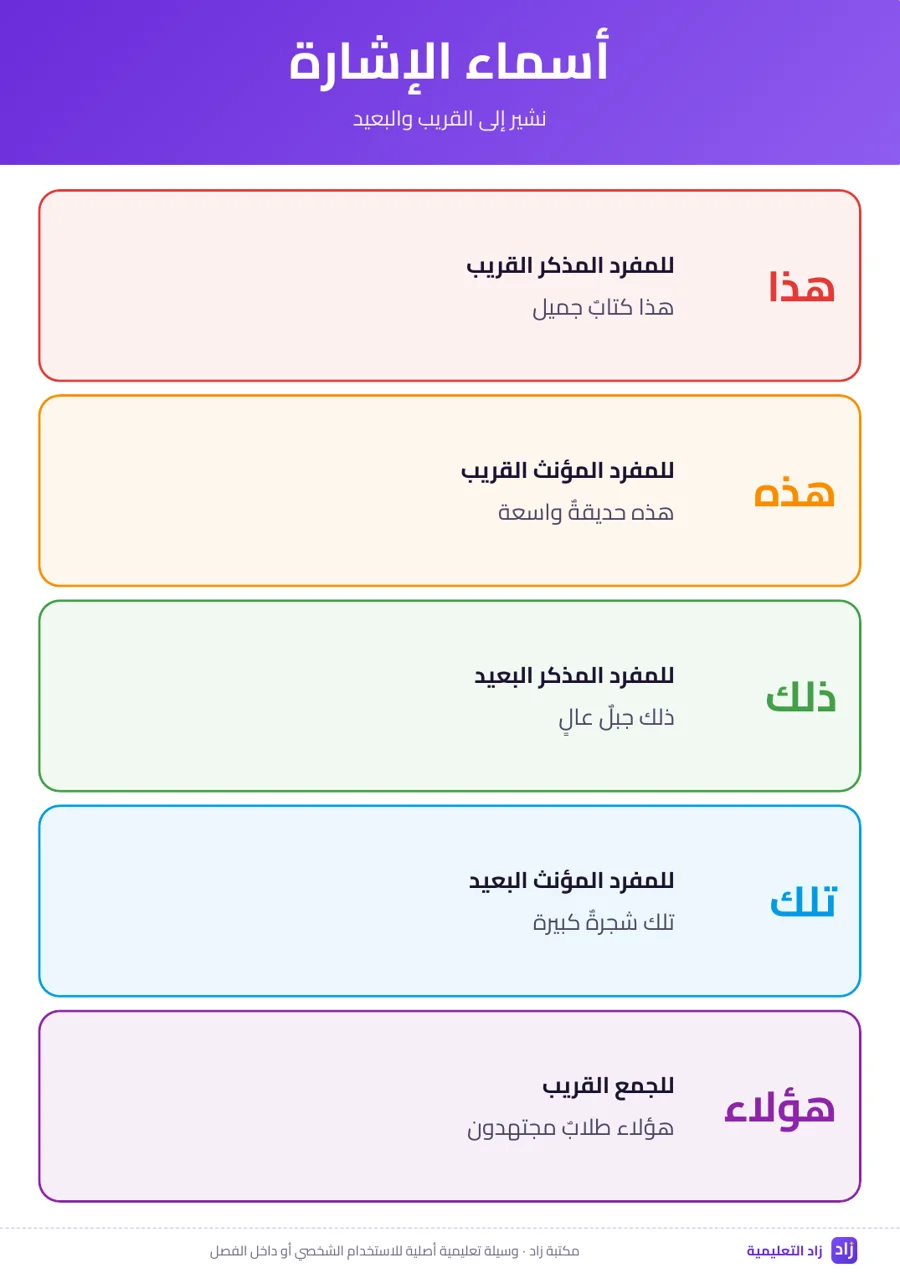 أسماء الإشارة
نشير إلى القريب والبعيد
هذا
للمفرد المذكر القريب
هذا كتابٌ جميل
هذه
للمفرد المؤنث القريب
هذه حديقةٌ واسعة
ذلك
للمفرد المذكر البعيد
ذلك جبلٌ عالٍ
تلك
للمفرد المؤنث البعيد
تلك شجرةٌ كبيرة
هؤلاء
للجمع القريب
هؤلاء طلابٌ مجتهدون
زاد زاد التعليمية
مكتبة زاد · وسيلة تعليمية أصلية للاستخدام الشخصي أو داخل الفصل